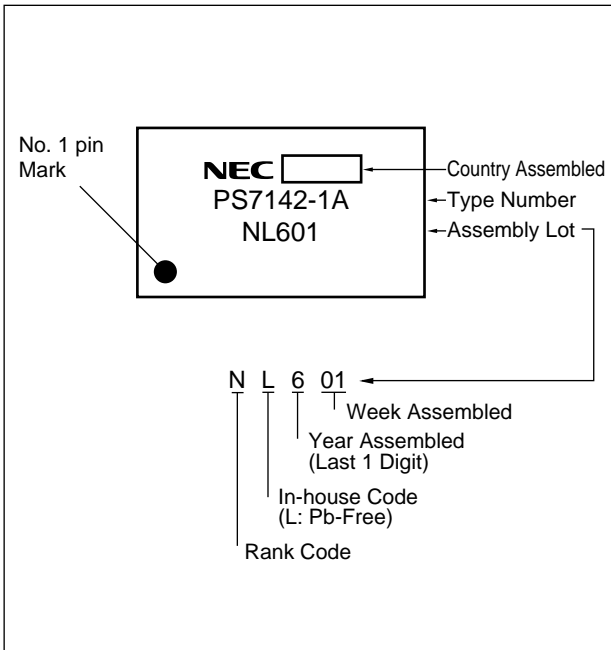 No. 1 pin
Mark
NEC
Country Assembled
PS7142-1A
Type Number
NL601
Assembly Lot
N L 6 01
Week Assembled
Year Assembled
(Last 1 Digit)
In-house Code
(L: Pb-Free)
Rank Code